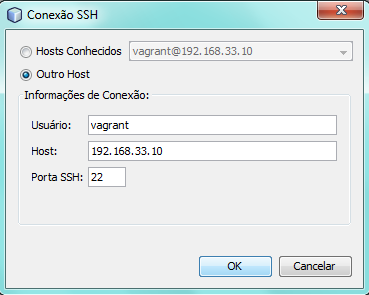 Conexão SSH
Hosts Conhecidos vagrant@192.168.33.10
Outro Host
Informações de Conexão:
Usuário: vagrant
Host: 192.168.33.10
Porta SSH: 22
OK Cancelar